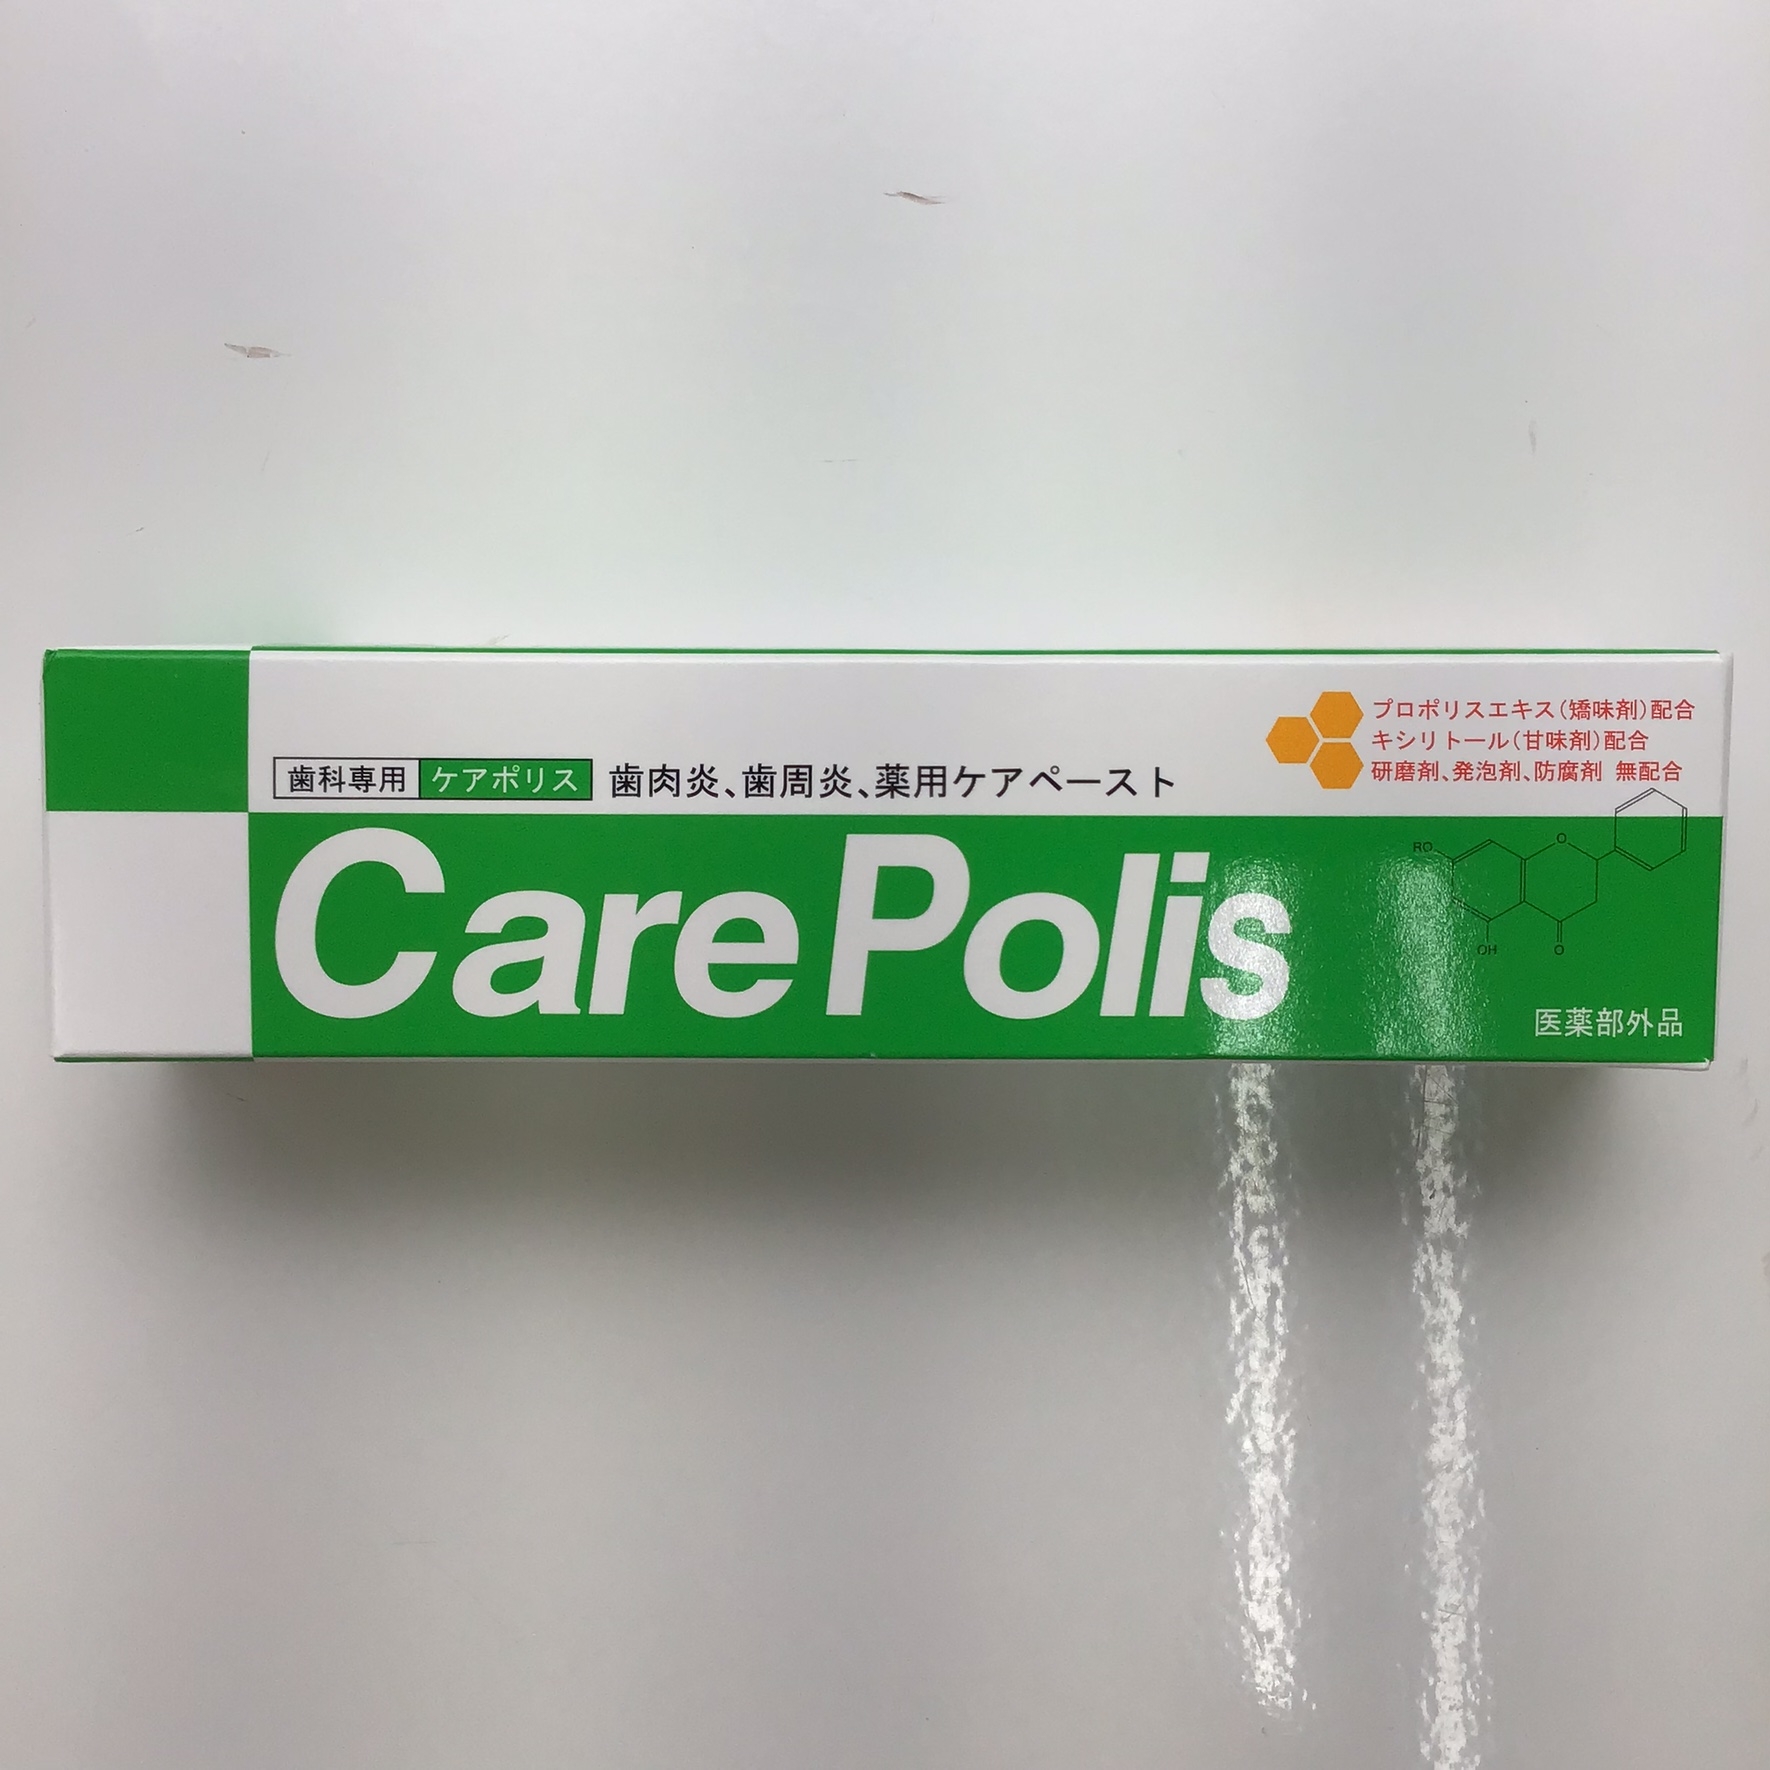 歯科専用 ケアポリス 歯肉炎、歯周炎、薬用ケアペースト
プロポリスエキス（矯味剤）配合
キシリトール（甘味剤）配合
研磨剤、発泡剤、防腐剤 無配合
Care Polis
RO
O
OH
O
医薬部外品